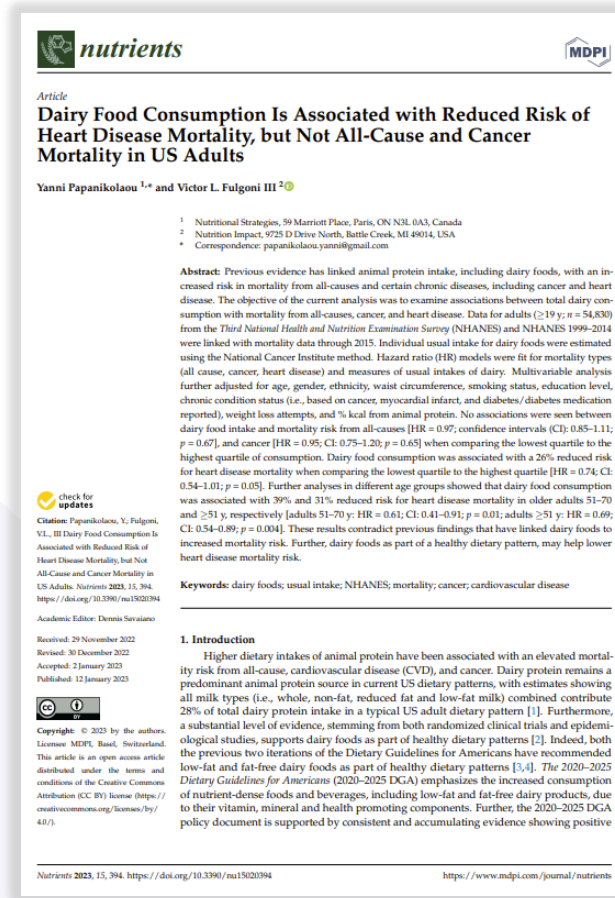 nutrients
MDPI
Article
Dairy Food Consumption Is Associated with Reduced Risk of
Heart Disease Mortality, but Not All-Cause and Cancer
Mortality in US Adults
Yanni Papanikolaou 1,* and Victor L. Fulgoni III 2
1 Nutritional Strategies, 59 Marriott Place, Paris, ON N3L 0A3, Canada
2 Nutrition Impact, 9725 D Drive North, Battle Creek, MI 49014, USA
* Correspondence: papanikolaou.yanni@gmail.com
Abstract: Previous evidence has linked animal protein intake, including dairy foods, with an in-
creased risk in mortality from all-causes and certain chronic diseases, including cancer and heart
disease. The objective of the current analysis was to examine associations between total dairy con-
sumption with mortality from all-causes, cancer, and heart disease. Data for adults (≥19 y; n = 54,830)
from the Third National Health and Nutrition Examination Survey (NHANES) and NHANES 1999–2014
were linked with mortality data through 2015. Individual usual intake for dairy foods were estimated
using the National Cancer Institute method. Hazard ratio (HR) models were fit for mortality types
(all cause, cancer, heart disease) and measures of usual intakes of dairy. Multivariable analysis
further adjusted for age, gender, ethnicity, waist circumference, smoking status, education level,
chronic condition status (i.e., based on cancer, myocardial infarct, and diabetes/diabetes medication
reported), weight loss attempts, and % kcal from animal protein. No associations were seen between
dairy food intake and mortality risk from all-causes [HR = 0.97; confidence intervals (CI): 0.85–1.11;
p = 0.67], and cancer [HR = 0.95; CI: 0.75–1.20; p = 0.65] when comparing the lowest quartile to the
highest quartile of consumption. Dairy food consumption was associated with a 26% reduced risk
for heart disease mortality when comparing the lowest quartile to the highest quartile [HR = 0.74; CI:
0.54–1.01; p = 0.05]. Further analyses in different age groups showed that dairy food consumption
was associated with 39% and 31% reduced risk for heart disease mortality in older adults 51–70
and ≥51 y, respectively [adults 51–70 y: HR = 0.61; CI: 0.41–0.91; p = 0.01; adults ≥51 y: HR = 0.69;
CI: 0.54–0.89; p = 0.004]. These results contradict previous findings that have linked dairy foods to
increased mortality risk. Further, dairy foods as part of a healthy dietary pattern, may help lower
heart disease mortality risk.
Keywords: dairy foods; usual intake; NHANES; mortality; cancer; cardiovascular disease
check for
updates
Citation: Papanikolaou, Y.; Fulgoni,
V.L., III Dairy Food Consumption Is
Associated with Reduced Risk of
Heart Disease Mortality, but Not
All-Cause and Cancer Mortality in
US Adults. Nutrients 2023, 15, 394.
https://doi.org/10.3390/nu15020394
Academic Editor: Dennis Savaiano
Received: 29 November 2022
Revised: 30 December 2022
Accepted: 2 January 2023
Published: 12 January 2023
cc BY
Copyright: © 2023 by the authors.
Licensee MDPI, Basel, Switzerland.
This article is an open access article
distributed under the terms and
conditions of the Creative Commons
Attribution (CC BY) license (https://
creativecommons.org/licenses/by/
4.0/).
1. Introduction
Higher dietary intakes of animal protein have been associated with an elevated mortal-
ity risk from all-cause, cardiovascular disease (CVD), and cancer. Dairy protein remains a
predominant animal protein source in current US dietary patterns, with estimates showing
all milk types (i.e., whole, non-fat, reduced fat and low-fat milk) combined contribute
28% of total dairy protein intake in a typical US adult dietary pattern [1]. Furthermore,
a substantial level of evidence, stemming from both randomized clinical trials and epidemi-
ological studies, supports dairy foods as part of healthy dietary patterns [2]. Indeed, both
the previous two iterations of the Dietary Guidelines for Americans have recommended
low-fat and fat-free dairy foods as part of healthy dietary patterns [3,4]. The 2020–2025
Dietary Guidelines for Americans (2020–2025 DGA) emphasizes the increased consumption
of nutrient-dense foods and beverages, including low-fat and fat-free dairy products, due
to their vitamin, mineral and health promoting components. Further, the 2020–2025 DGA
policy document is supported by consistent and accumulating evidence showing positive
Nutrients 2023, 15, 394. https://doi.org/10.3390/nu15020394
https://www.mdpi.com/journal/nutrients